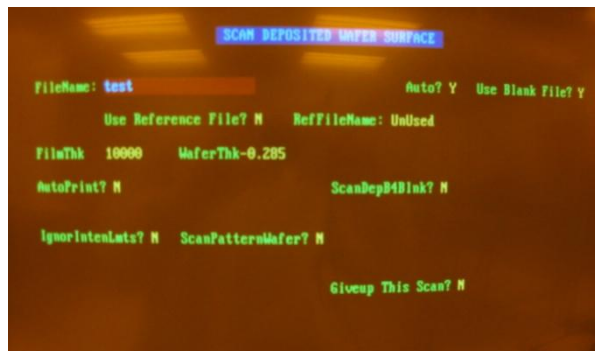 SCAN DEPOSITED WAFER SURFACE
FileName: test Auto? Y Use Blank File? Y
Use Reference File? N RefFileName: UnUsed
FilmThk 10000 WaferThk-0.285
AutoPrint? N ScanDepB4Blnk? N
IgnorIntenLmts? N ScanPatternWafer? N
Giveup This Scan? N